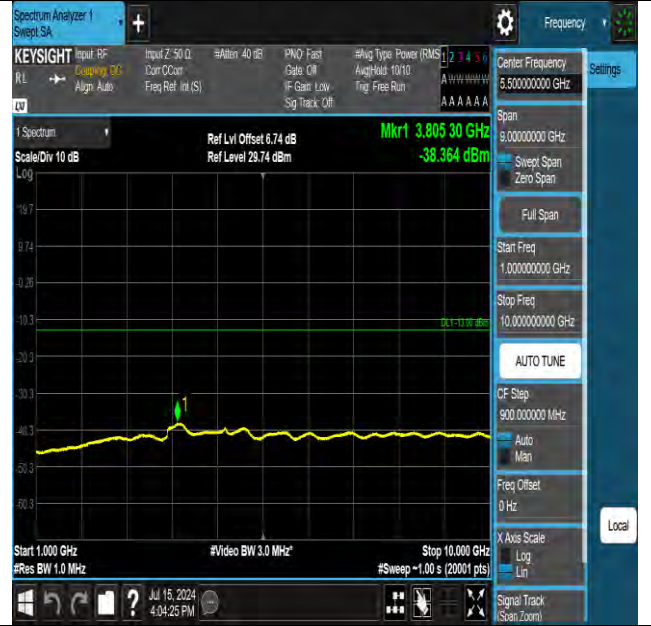 Spectrum Analyzer 1
Swept SA
+
Frequency
KEYSIGHT
Input: RF
Coupling: DC
Align: Auto
Input Z: 50 Ω
Corr CCorr
Freq Ref: Int (S)
#Atten: 40 dB
PNO: Fast
Gate: Off
IF Gain: Low
Sig Track: Off
#Avg Type: Power (RMS
Avg|Hold: 10/10
Trig: Free Run
1 2 3 4 5 6
A W W W W W
A A A A A A
RL
LXI
1 Spectrum
Scale/Div 10 dB
Ref Lvl Offset 6.74 dB
Ref Level 29.74 dBm
Mkr1 3.805 30 GHz
-38.364 dBm
Log
19.7
9.74
-0.26
-10.3
DL1 -13.00 dBm
-20.3
-30.3
1
-40.3
-50.3
-60.3
Start 1.000 GHz
#Video BW 3.0 MHz*
Stop 10.000 GHz
#Res BW 1.0 MHz
#Sweep ~1.00 s (20001 pts)
?
Jul 15, 2024
4:04:25 PM
Center Frequency
5.500000000 GHz
Settings
Span
9.00000000 GHz
Swept Span
Zero Span
Full Span
Start Freq
1.000000000 GHz
Stop Freq
10.000000000 GHz
AUTO TUNE
CF Step
900.000000 MHz
Auto
Man
Freq Offset
0 Hz
Local
X Axis Scale
Log
Lin
Signal Track
(Span Zoom)